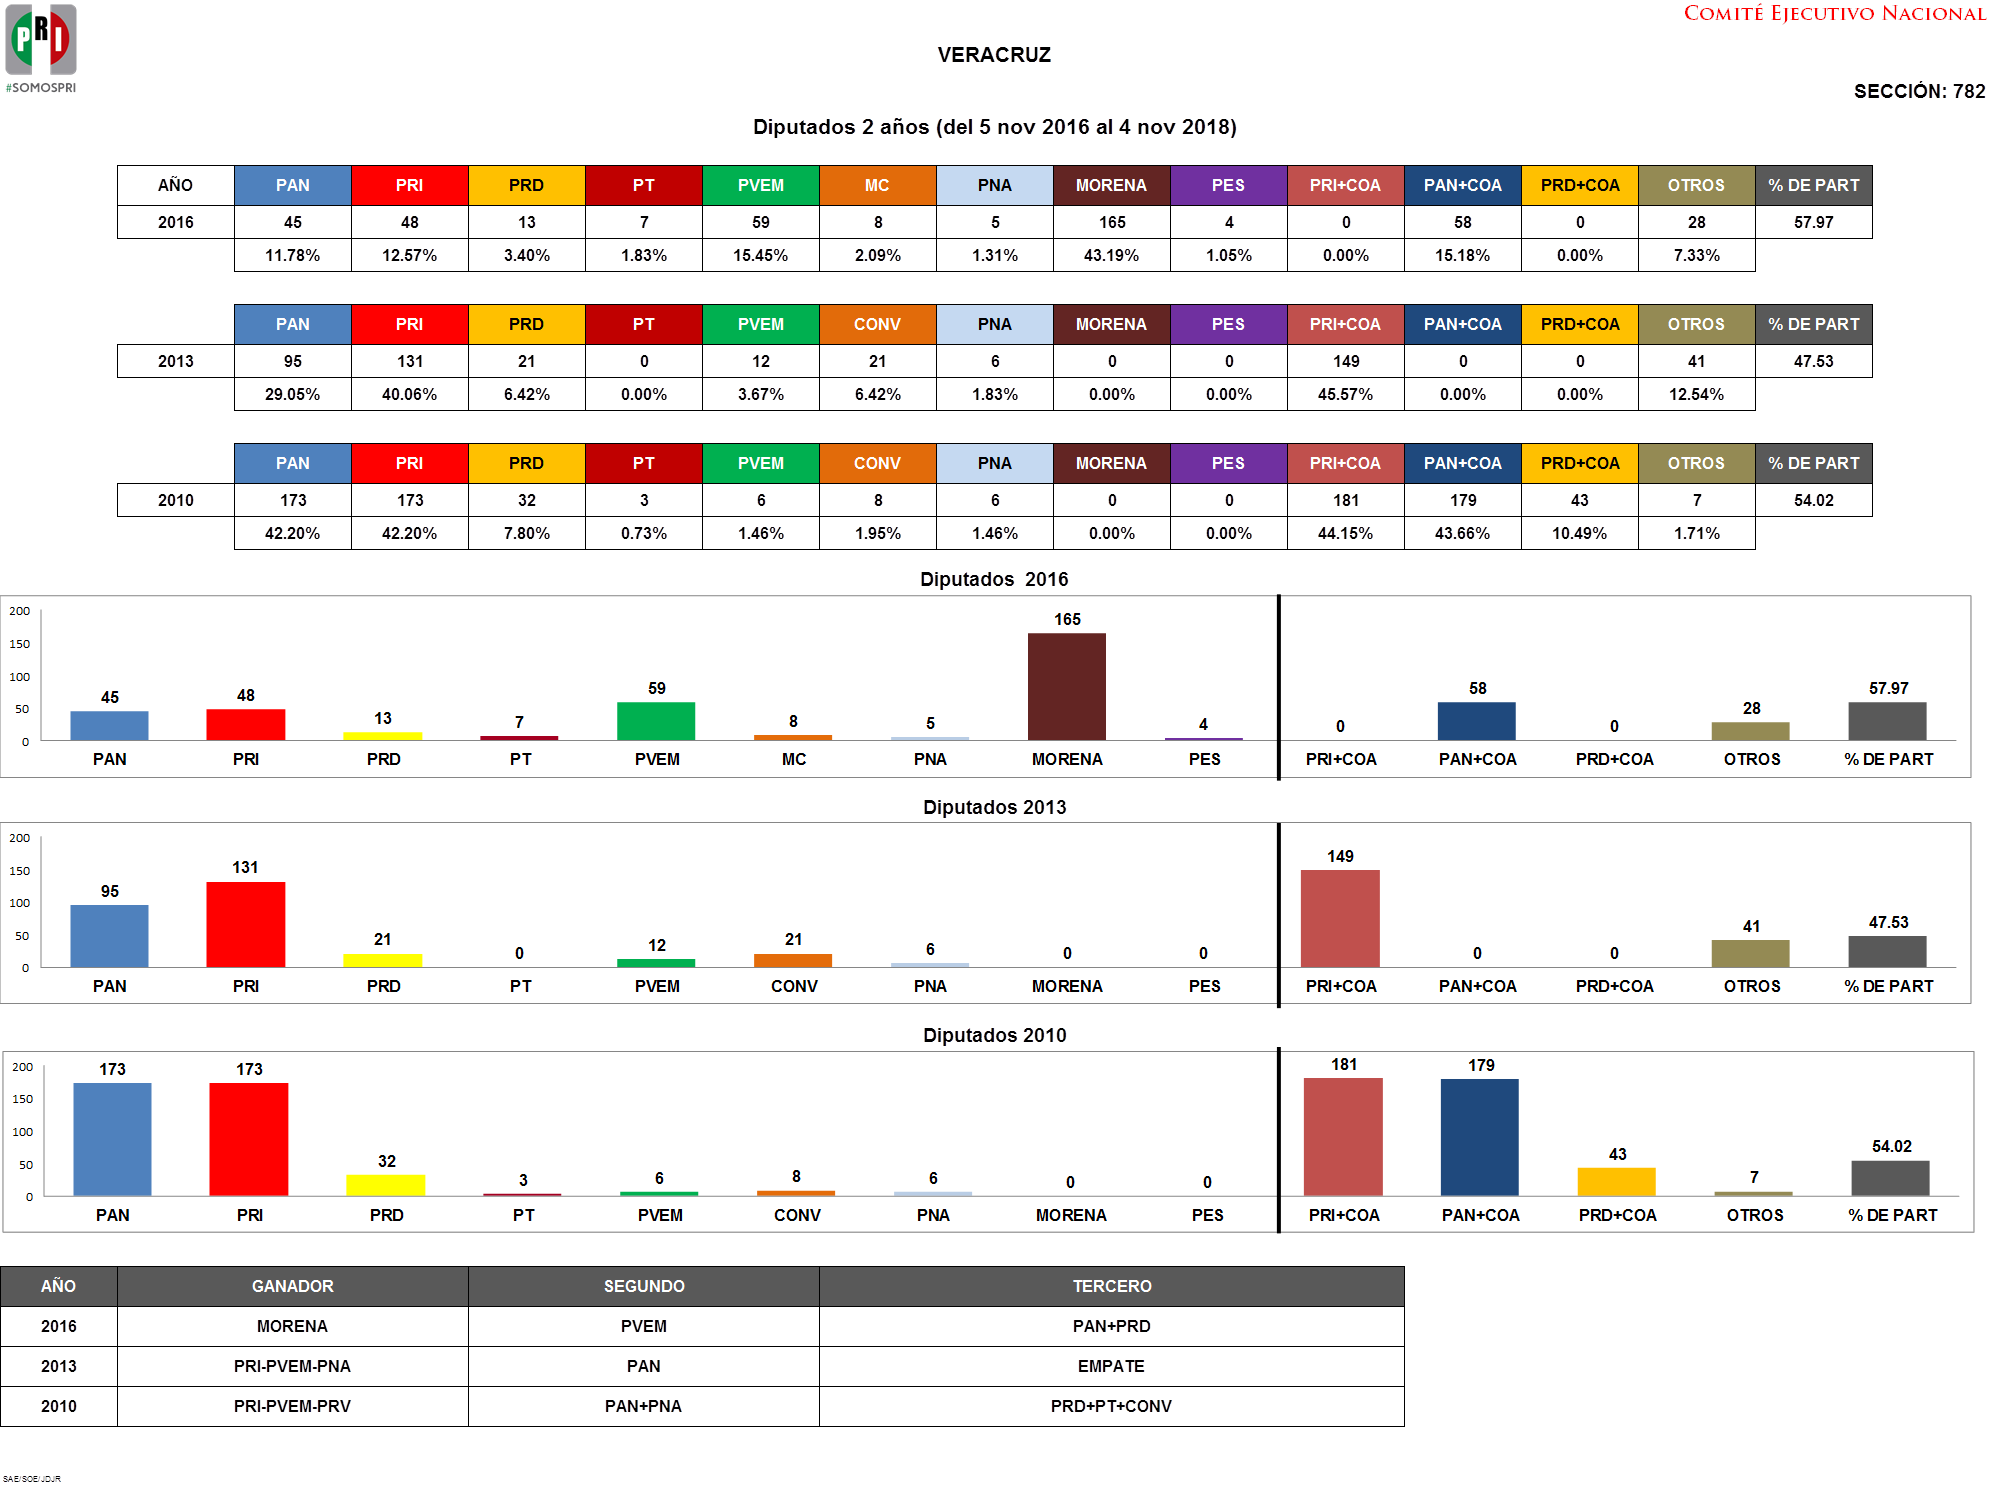 PRI
#SOMOSPRI
COMITÉ EJECUTIVO NACIONAL
VERACRUZ
SECCIÓN: 782
Diputados 2 años (del 5 nov 2016 al 4 nov 2018)
AÑO PAN PRI PRD PT PVEM MC PNA MORENA PES PRI+COA PAN+COA PRD+COA OTROS % DE PART
2016 45 48 13 7 59 8 5 165 4 0 58 0 28 57.97
11.78% 12.57% 3.40% 1.83% 15.45% 2.09% 1.31% 43.19% 1.05% 0.00% 15.18% 0.00% 7.33%
PAN PRI PRD PT PVEM CONV PNA MORENA PES PRI+COA PAN+COA PRD+COA OTROS % DE PART
2013 95 131 21 0 12 21 6 0 0 149 0 0 41 47.53
29.05% 40.06% 6.42% 0.00% 3.67% 6.42% 1.83% 0.00% 0.00% 45.57% 0.00% 0.00% 12.54%
PAN PRI PRD PT PVEM CONV PNA MORENA PES PRI+COA PAN+COA PRD+COA OTROS % DE PART
2010 173 173 32 3 6 8 6 0 0 181 179 43 7 54.02
42.20% 42.20% 7.80% 0.73% 1.46% 1.95% 1.46% 0.00% 0.00% 44.15% 43.66% 10.49% 1.71%
Diputados 2016
200
150
100
50
0
45 48 13 7 59 8 5 165 4 0 58 0 28 57.97
PAN PRI PRD PT PVEM MC PNA MORENA PES PRI+COA PAN+COA PRD+COA OTROS % DE PART
Diputados 2013
200
150
100
50
0
95 131 21 0 12 21 6 0 0 149 0 0 41 47.53
PAN PRI PRD PT PVEM CONV PNA MORENA PES PRI+COA PAN+COA PRD+COA OTROS % DE PART
Diputados 2010
200
150
100
50
0
173 173 32 3 6 8 6 0 0 181 179 43 7 54.02
PAN PRI PRD PT PVEM CONV PNA MORENA PES PRI+COA PAN+COA PRD+COA OTROS % DE PART
AÑO GANADOR SEGUNDO TERCERO
2016 MORENA PVEM PAN+PRD
2013 PRI-PVEM-PNA PAN EMPATE
2010 PRI-PVEM-PRV PAN+PNA PRD+PT+CONV
SAE/SOE/JDJR